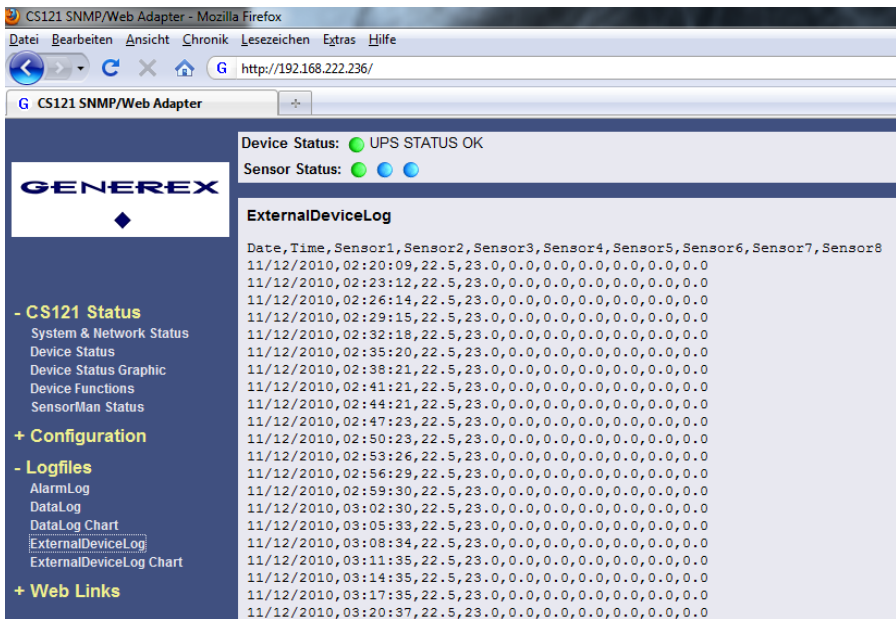 CS121 SNMP/Web Adapter - Mozilla Firefox
Datei Bearbeiten Ansicht Chronik Lesezeichen Extras Hilfe
G http://192.168.222.236/
G CS121 SNMP/Web Adapter
Device Status: UPS STATUS OK
Sensor Status:
GENEREX
- CS121 Status
System & Network Status
Device Status
Device Status Graphic
Device Functions
SensorMan Status
+ Configuration
- Logfiles
AlarmLog
DataLog
DataLog Chart
ExternalDeviceLog
ExternalDeviceLog Chart
+ Web Links
ExternalDeviceLog
Date,Time,Sensor1,Sensor2,Sensor3,Sensor4,Sensor5,Sensor6,Sensor7,Sensor8
11/12/2010,02:20:09,22.5,23.0,0.0,0.0,0.0,0.0,0.0,0.0
11/12/2010,02:23:12,22.5,23.0,0.0,0.0,0.0,0.0,0.0,0.0
11/12/2010,02:26:14,22.5,23.0,0.0,0.0,0.0,0.0,0.0,0.0
11/12/2010,02:29:15,22.5,23.0,0.0,0.0,0.0,0.0,0.0,0.0
11/12/2010,02:32:18,22.5,23.0,0.0,0.0,0.0,0.0,0.0,0.0
11/12/2010,02:35:20,22.5,23.0,0.0,0.0,0.0,0.0,0.0,0.0
11/12/2010,02:38:21,22.5,23.0,0.0,0.0,0.0,0.0,0.0,0.0
11/12/2010,02:41:21,22.5,23.0,0.0,0.0,0.0,0.0,0.0,0.0
11/12/2010,02:44:21,22.5,23.0,0.0,0.0,0.0,0.0,0.0,0.0
11/12/2010,02:47:23,22.5,23.0,0.0,0.0,0.0,0.0,0.0,0.0
11/12/2010,02:50:23,22.5,23.0,0.0,0.0,0.0,0.0,0.0,0.0
11/12/2010,02:53:26,22.5,23.0,0.0,0.0,0.0,0.0,0.0,0.0
11/12/2010,02:56:29,22.5,23.0,0.0,0.0,0.0,0.0,0.0,0.0
11/12/2010,02:59:30,22.5,23.0,0.0,0.0,0.0,0.0,0.0,0.0
11/12/2010,03:02:30,22.5,23.0,0.0,0.0,0.0,0.0,0.0,0.0
11/12/2010,03:05:33,22.5,23.0,0.0,0.0,0.0,0.0,0.0,0.0
11/12/2010,03:08:34,22.5,23.0,0.0,0.0,0.0,0.0,0.0,0.0
11/12/2010,03:11:35,22.5,23.0,0.0,0.0,0.0,0.0,0.0,0.0
11/12/2010,03:14:35,22.5,23.0,0.0,0.0,0.0,0.0,0.0,0.0
11/12/2010,03:17:35,22.5,23.0,0.0,0.0,0.0,0.0,0.0,0.0
11/12/2010,03:20:37,22.5,23.0,0.0,0.0,0.0,0.0,0.0,0.0